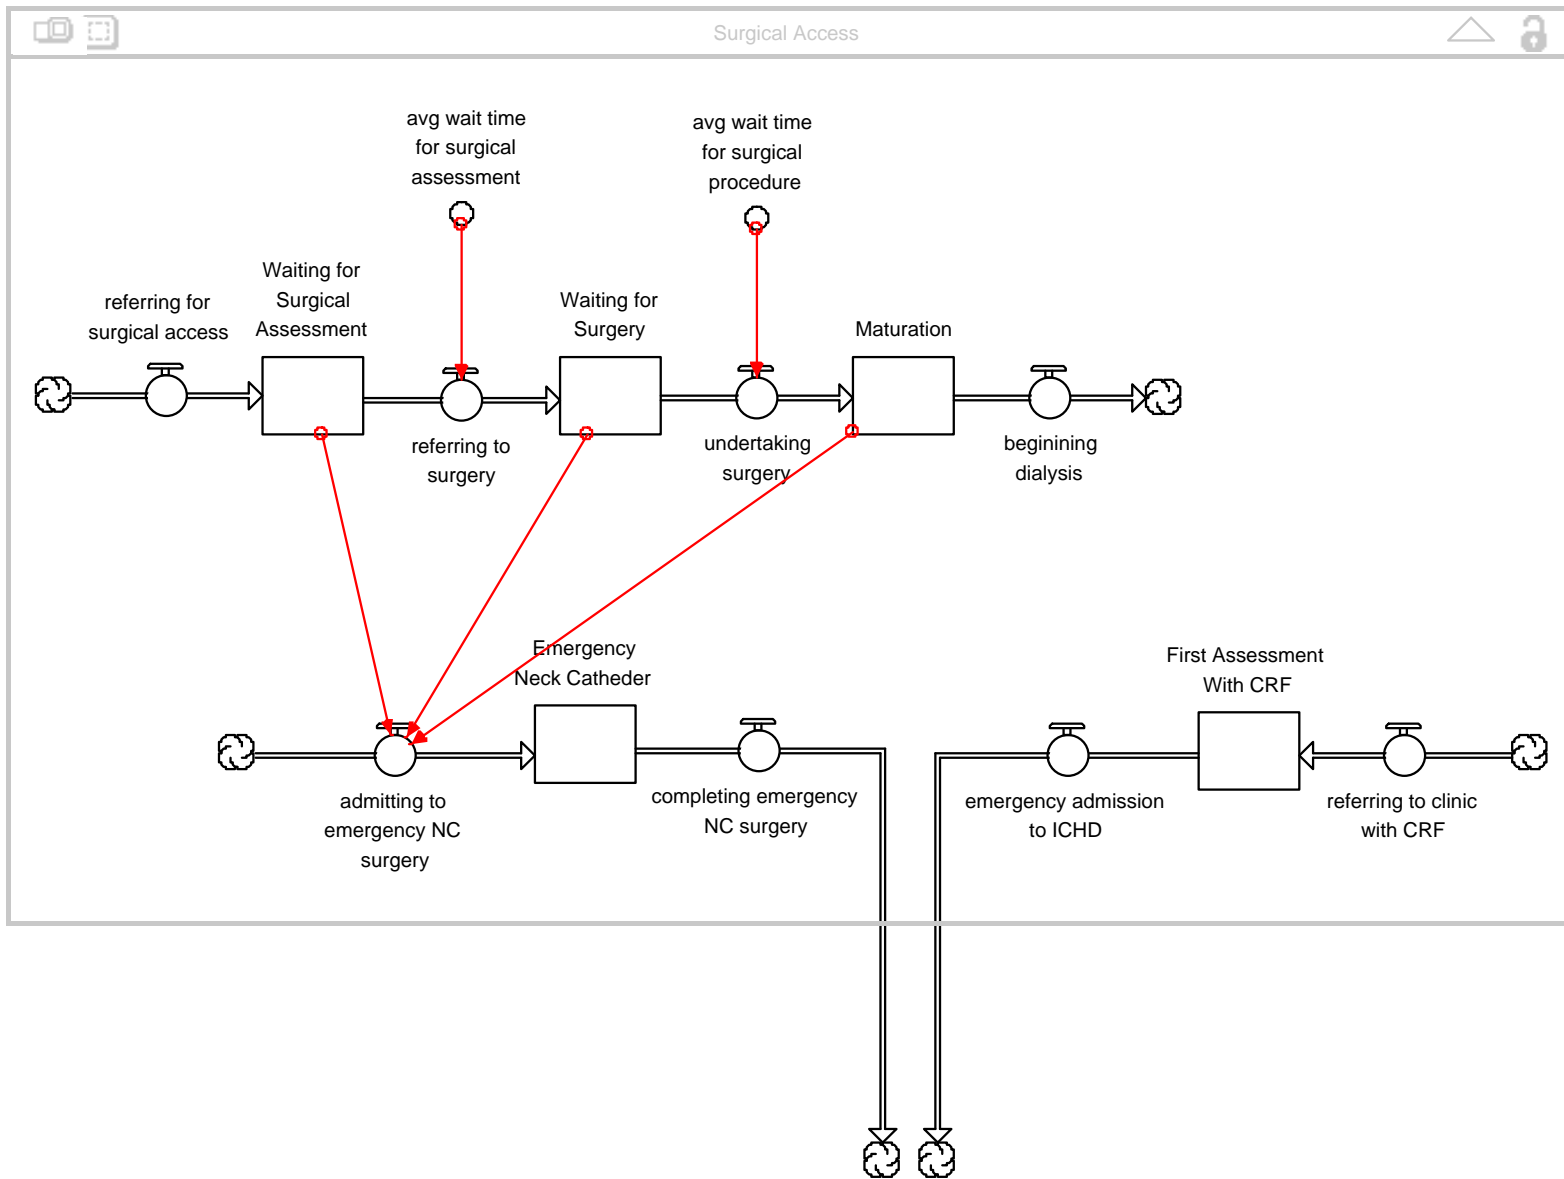 Surgical Access
avg wait time
for surgical
assessment
avg wait time
for surgical
procedure
referring for
surgical access
Waiting for
Surgical
Assessment
Waiting for
Surgery
Maturation
referring to
surgery
undertaking
surgery
beginining
dialysis
Emergency
Neck Catheder
First Assessment
With CRF
admitting to
emergency NC
surgery
completing emergency
NC surgery
emergency admission
to ICHD
referring to clinic
with CRF